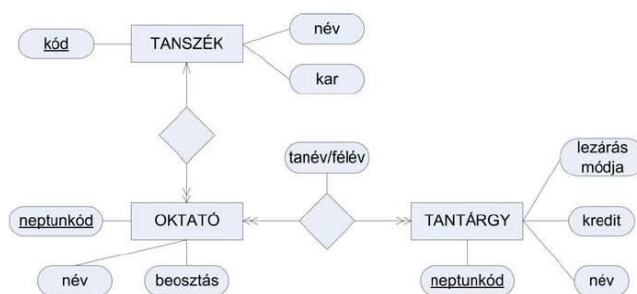 név
kód
TANSZÉK
kar
tanév/félév
lezárás
módja
neptunkód
OKTATÓ
TANTÁRGY
kredit
név
beosztás
neptunkód
név